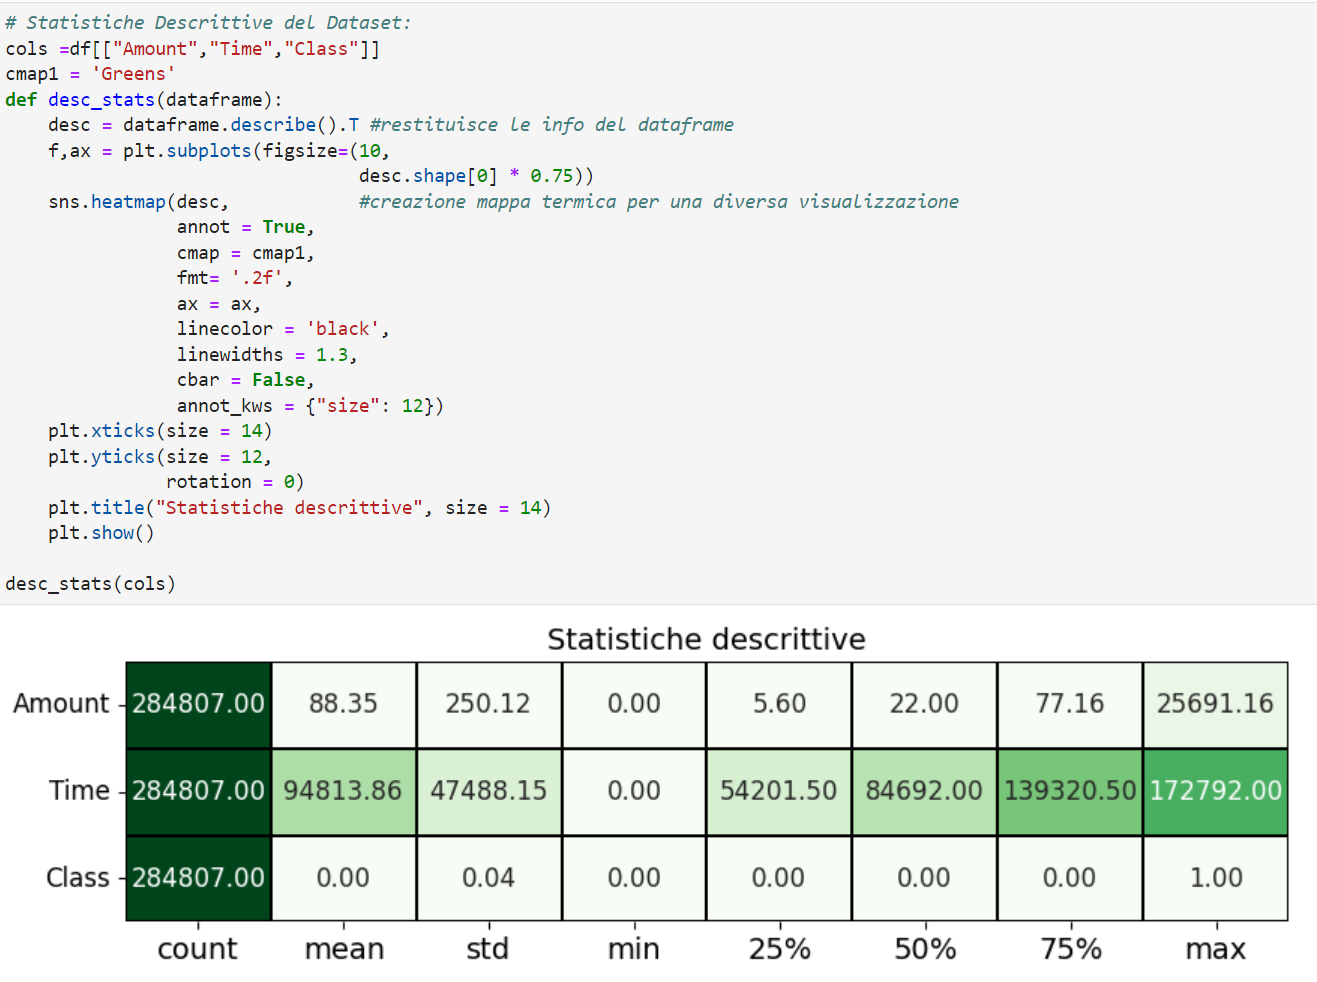 # Statistiche Descrittive del Dataset:
cols =df[["Amount","Time","Class"]]
cmap1 = 'Greens'
def desc_stats(dataframe):
    desc = dataframe.describe().T #restituisce le info del dataframe
    f,ax = plt.subplots(figsize=(10,
                                 desc.shape[0] * 0.75))
    sns.heatmap(desc,            #creazione mappa termica per una diversa visualizzazione
                annot = True,
                cmap = cmap1,
                fmt= '.2f',
                ax = ax,
                linecolor = 'black',
                linewidths = 1.3,
                cbar = False,
                annot_kws = {"size": 12})
    plt.xticks(size = 14)
    plt.yticks(size = 12,
               rotation = 0)
    plt.title("Statistiche descrittive", size = 14)
    plt.show()
desc_stats(cols)
Statistiche descrittive
Amount 284807.00 88.35 250.12 0.00 5.60 22.00 77.16 25691.16
Time 284807.00 94813.86 47488.15 0.00 54201.50 84692.00 139320.50 172792.00
Class 284807.00 0.00 0.04 0.00 0.00 0.00 0.00 1.00
count mean std min 25% 50% 75% max